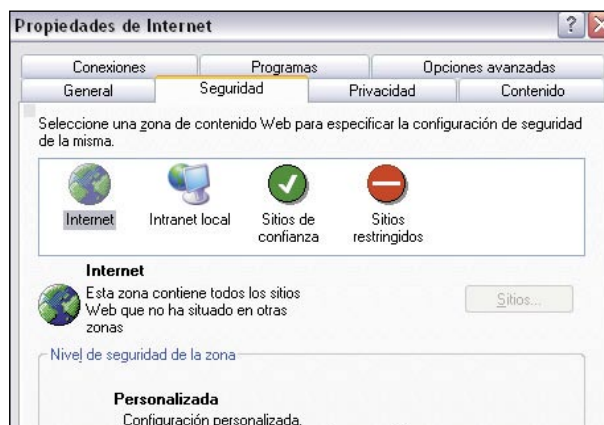 Propiedades de Internet
Conexiones Programas Opciones avanzadas
General Seguridad Privacidad Contenido
Seleccione una zona de contenido Web para especificar la configuración de seguridad
de la misma.
Internet Intranet local Sitios de confianza Sitios restringidos
Internet
Esta zona contiene todos los sitios
Web que no ha situado en otras
zonas
Sitios...
Nivel de seguridad de la zona
Personalizada
Configuración personalizada.